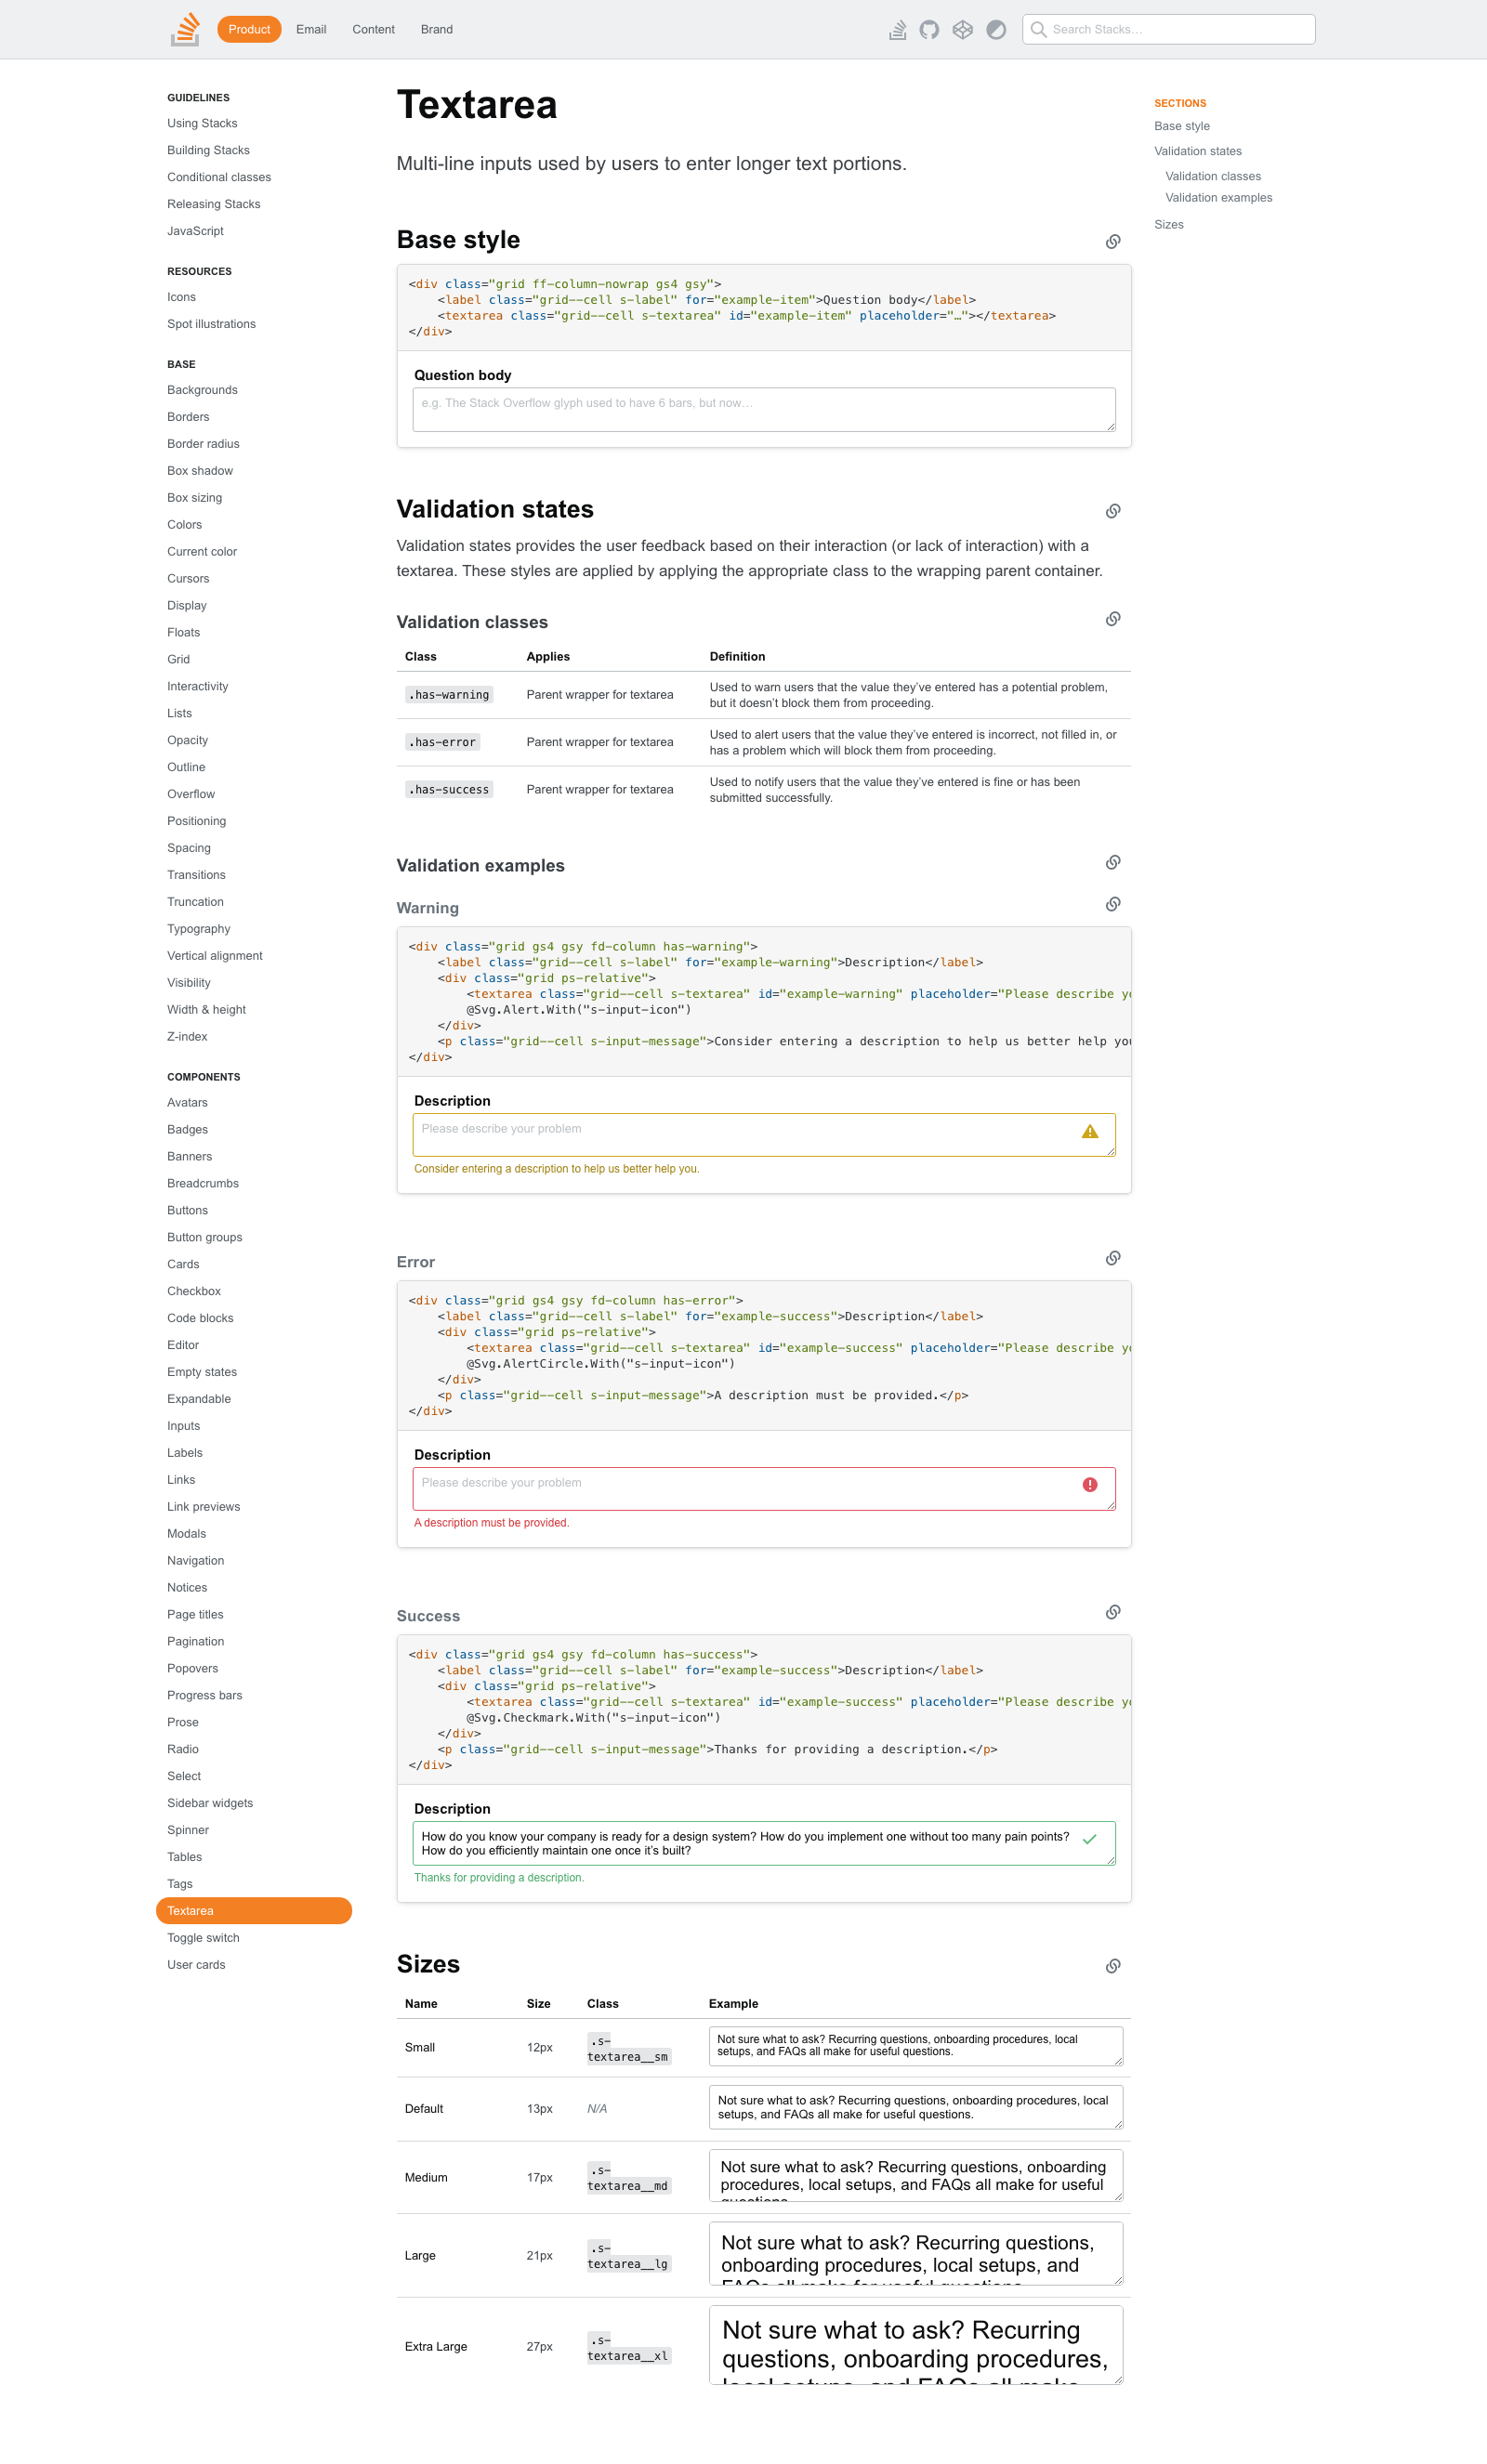 Product Email Content Brand
Search Stacks…
GUIDELINES
Using Stacks
Building Stacks
Conditional classes
Releasing Stacks
JavaScript
RESOURCES
Icons
Spot illustrations
BASE
Backgrounds
Borders
Border radius
Box shadow
Box sizing
Colors
Current color
Cursors
Display
Floats
Grid
Interactivity
Lists
Opacity
Outline
Overflow
Positioning
Spacing
Transitions
Truncation
Typography
Vertical alignment
Visibility
Width & height
Z-index
COMPONENTS
Avatars
Badges
Banners
Breadcrumbs
Buttons
Button groups
Cards
Checkbox
Code blocks
Editor
Empty states
Expandable
Inputs
Labels
Links
Link previews
Modals
Navigation
Notices
Page titles
Pagination
Popovers
Progress bars
Prose
Radio
Select
Sidebar widgets
Spinner
Tables
Tags
Textarea
Toggle switch
User cards
Textarea
Multi-line inputs used by users to enter longer text portions.
Base style
<div class="grid ff-column-nowrap gs4 gsy">
    <label class="grid--cell s-label" for="example-item">Question body</label>
    <textarea class="grid--cell s-textarea" id="example-item" placeholder="…"></textarea>
</div>
Question body
e.g. The Stack Overflow glyph used to have 6 bars, but now…
Validation states
Validation states provides the user feedback based on their interaction (or lack of interaction) with a
textarea. These styles are applied by applying the appropriate class to the wrapping parent container.
Validation classes
Class Applies Definition
.has-warning Parent wrapper for textarea Used to warn users that the value they’ve entered has a potential problem,
but it doesn’t block them from proceeding.
.has-error Parent wrapper for textarea Used to alert users that the value they’ve entered is incorrect, not filled in, or
has a problem which will block them from proceeding.
.has-success Parent wrapper for textarea Used to notify users that the value they’ve entered is fine or has been
submitted successfully.
Validation examples
Warning
<div class="grid gs4 gsy fd-column has-warning">
    <label class="grid--cell s-label" for="example-warning">Description</label>
    <div class="grid ps-relative">
        <textarea class="grid--cell s-textarea" id="example-warning" placeholder="Please describe yo
        @Svg.Alert.With("s-input-icon")
    </div>
    <p class="grid--cell s-input-message">Consider entering a description to help us better help you
</div>
Description
Please describe your problem
Consider entering a description to help us better help you.
Error
<div class="grid gs4 gsy fd-column has-error">
    <label class="grid--cell s-label" for="example-success">Description</label>
    <div class="grid ps-relative">
        <textarea class="grid--cell s-textarea" id="example-success" placeholder="Please describe yo
        @Svg.AlertCircle.With("s-input-icon")
    </div>
    <p class="grid--cell s-input-message">A description must be provided.</p>
</div>
Description
Please describe your problem
A description must be provided.
Success
<div class="grid gs4 gsy fd-column has-success">
    <label class="grid--cell s-label" for="example-success">Description</label>
    <div class="grid ps-relative">
        <textarea class="grid--cell s-textarea" id="example-success" placeholder="Please describe yo
        @Svg.Checkmark.With("s-input-icon")
    </div>
    <p class="grid--cell s-input-message">Thanks for providing a description.</p>
</div>
Description
How do you know your company is ready for a design system? How do you implement one without too many pain points?
How do you efficiently maintain one once it’s built?
Thanks for providing a description.
Sizes
Name Size Class Example
Small 12px .s-textarea__sm Not sure what to ask? Recurring questions, onboarding procedures, local
setups, and FAQs all make for useful questions.
Default 13px N/A Not sure what to ask? Recurring questions, onboarding procedures, local
setups, and FAQs all make for useful questions.
Medium 17px .s-textarea__md Not sure what to ask? Recurring questions, onboarding
procedures, local setups, and FAQs all make for useful
questions.
Large 21px .s-textarea__lg Not sure what to ask? Recurring questions,
onboarding procedures, local setups, and
FAQs all make for useful questions.
Extra Large 27px .s-textarea__xl Not sure what to ask? Recurring
questions, onboarding procedures,
local setups, and FAQs all make
SECTIONS
Base style
Validation states
Validation classes
Validation examples
Sizes